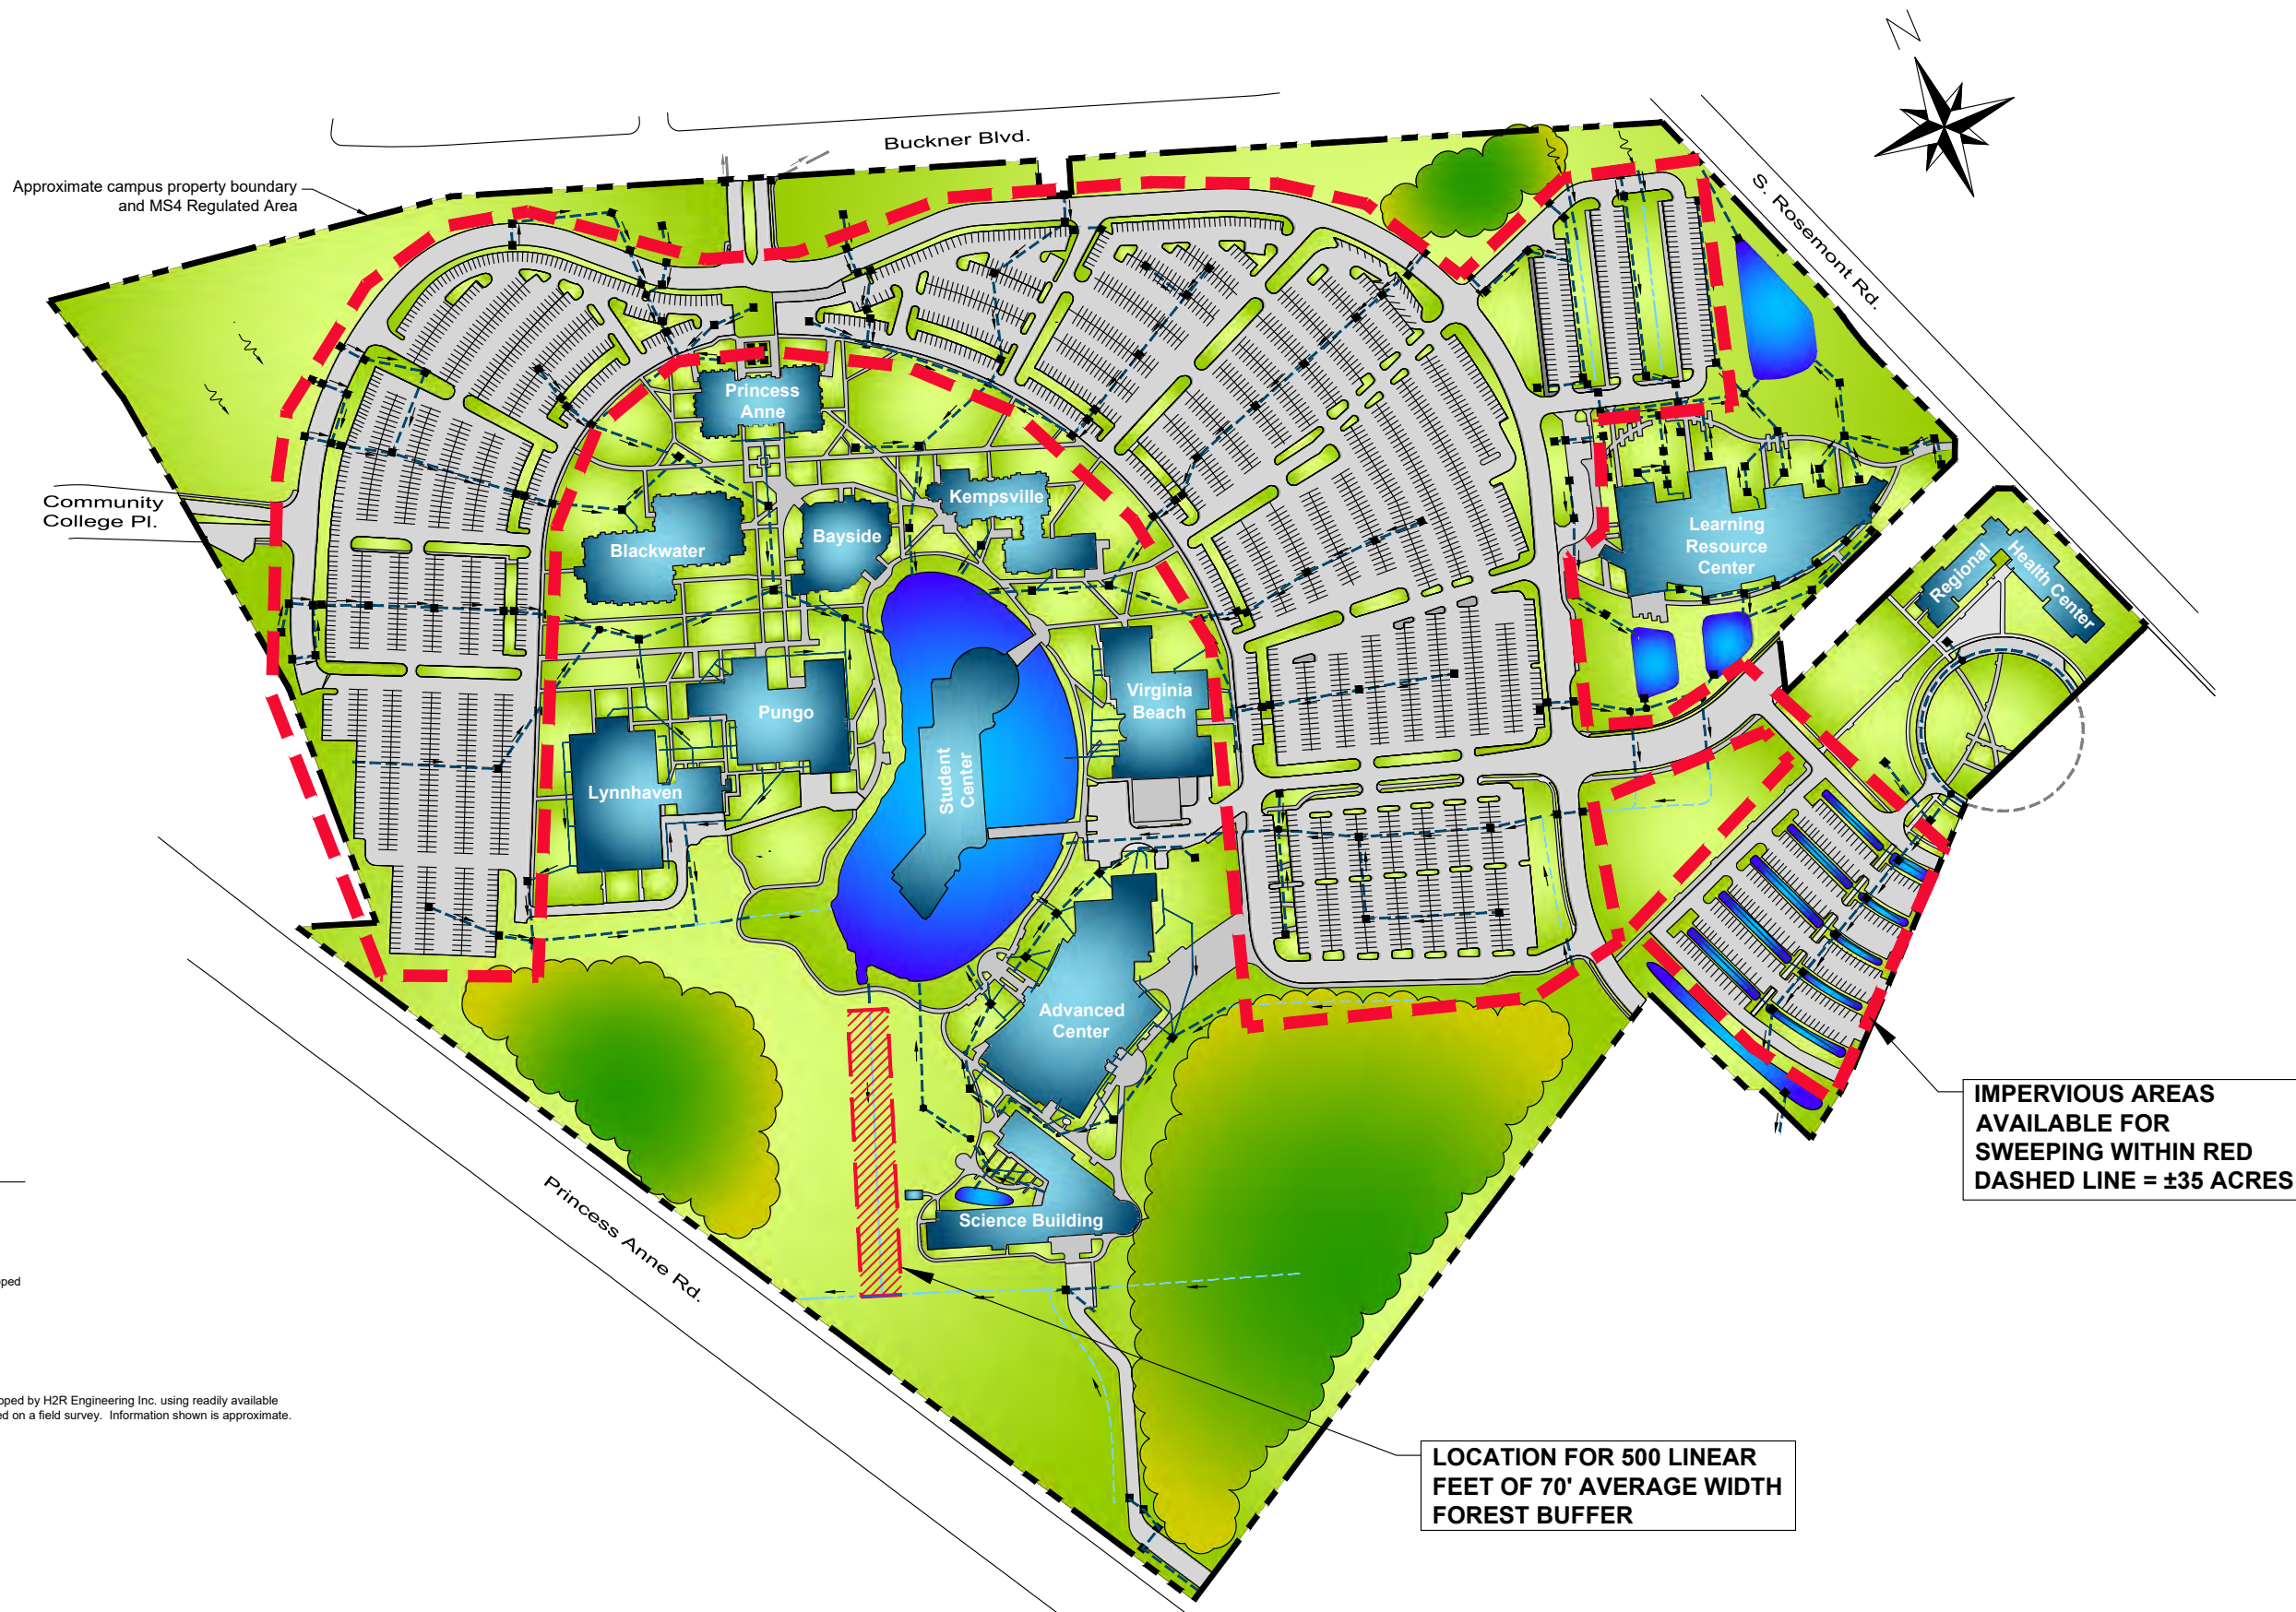 N
Buckner Blvd.
Approximate campus property boundary
and MS4 Regulated Area
S. Rosemont Rd.
Princess
Anne
Community
College Pl.
Kempsville
Blackwater
Bayside
Learning
Resource
Center
Regional
Health Center
Virginia
Beach
Pungo
Student
Center
Lynnhaven
Advanced
Center
IMPERVIOUS AREAS
AVAILABLE FOR
SWEEPING WITHIN RED
DASHED LINE = ±35 ACRES
Science Building
Princess Anne Rd.
oped
oped by H2R Engineering Inc. using readily available
ed on a field survey.  Information shown is approximate.
LOCATION FOR 500 LINEAR
FEET OF 70' AVERAGE WIDTH
FOREST BUFFER